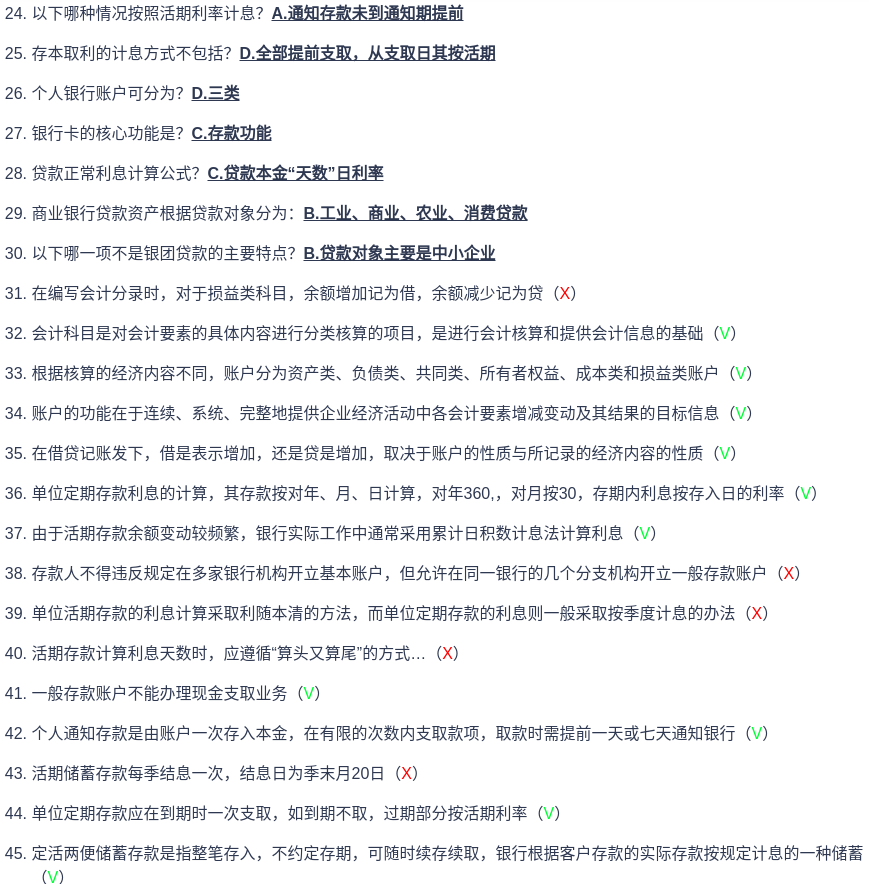 24. 以下哪种情况按照活期利率计息？A.通知存款未到通知期提前
25. 存本取利的计息方式不包括？D.全部提前支取，从支取日其按活期
26. 个人银行账户可分为？D.三类
27. 银行卡的核心功能是？C.存款功能
28. 贷款正常利息计算公式？C.贷款本金“天数”日利率
29. 商业银行贷款资产根据贷款对象分为：B.工业、商业、农业、消费贷款
30. 以下哪一项不是银团贷款的主要特点？B.贷款对象主要是中小企业
31. 在编写会计分录时，对于损益类科目，余额增加记为借，余额减少记为贷（X）
32. 会计科目是对会计要素的具体内容进行分类核算的项目，是进行会计核算和提供会计信息的基础（V）
33. 根据核算的经济内容不同，账户分为资产类、负债类、共同类、所有者权益、成本类和损益类账户（V）
34. 账户的功能在于连续、系统、完整地提供企业经济活动中各会计要素增减变动及其结果的目标信息（V）
35. 在借贷记账发下，借是表示增加，还是贷是增加，取决于账户的性质与所记录的经济内容的性质（V）
36. 单位定期存款利息的计算，其存款按对年、月、日计算，对年360,，对月按30，存期内利息按存入日的利率（V）
37. 由于活期存款余额变动较频繁，银行实际工作中通常采用累计日积数计息法计算利息（V）
38. 存款人不得违反规定在多家银行机构开立基本账户，但允许在同一银行的几个分支机构开立一般存款账户（X）
39. 单位活期存款的利息计算采取利随本清的方法，而单位定期存款的利息则一般采取按季度计息的办法（X）
40. 活期存款计算利息天数时，应遵循“算头又算尾”的方式…（X）
41. 一般存款账户不能办理现金支取业务（V）
42. 个人通知存款是由账户一次存入本金，在有限的次数内支取款项，取款时需提前一天或七天通知银行（V）
43. 活期储蓄存款每季结息一次，结息日为季末月20日（X）
44. 单位定期存款应在到期时一次支取，如到期不取，过期部分按活期利率（V）
45. 定活两便储蓄存款是指整笔存入，不约定存期，可随时续存续取，银行根据客户存款的实际存款按规定计息的一种储蓄
（V）